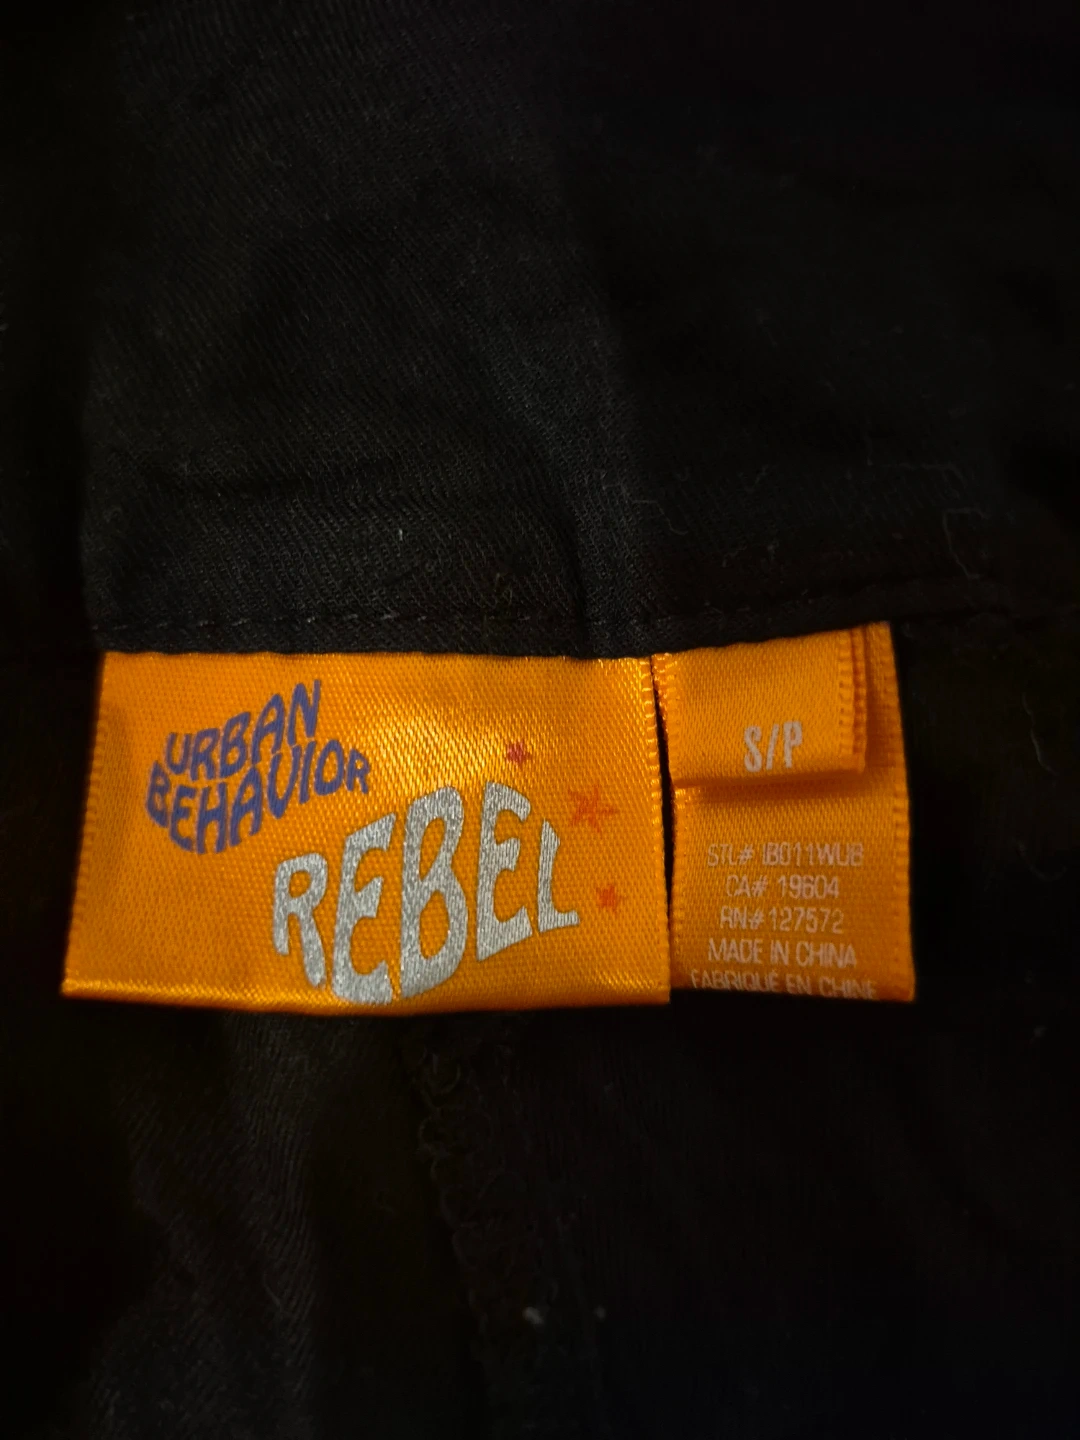 URBAN
BEHAVIOR
REBEL
S/P
STL# IB011WUB
CA# 19604
RN# 127572
MADE IN CHINA
FABRIQUÉ EN CHINE